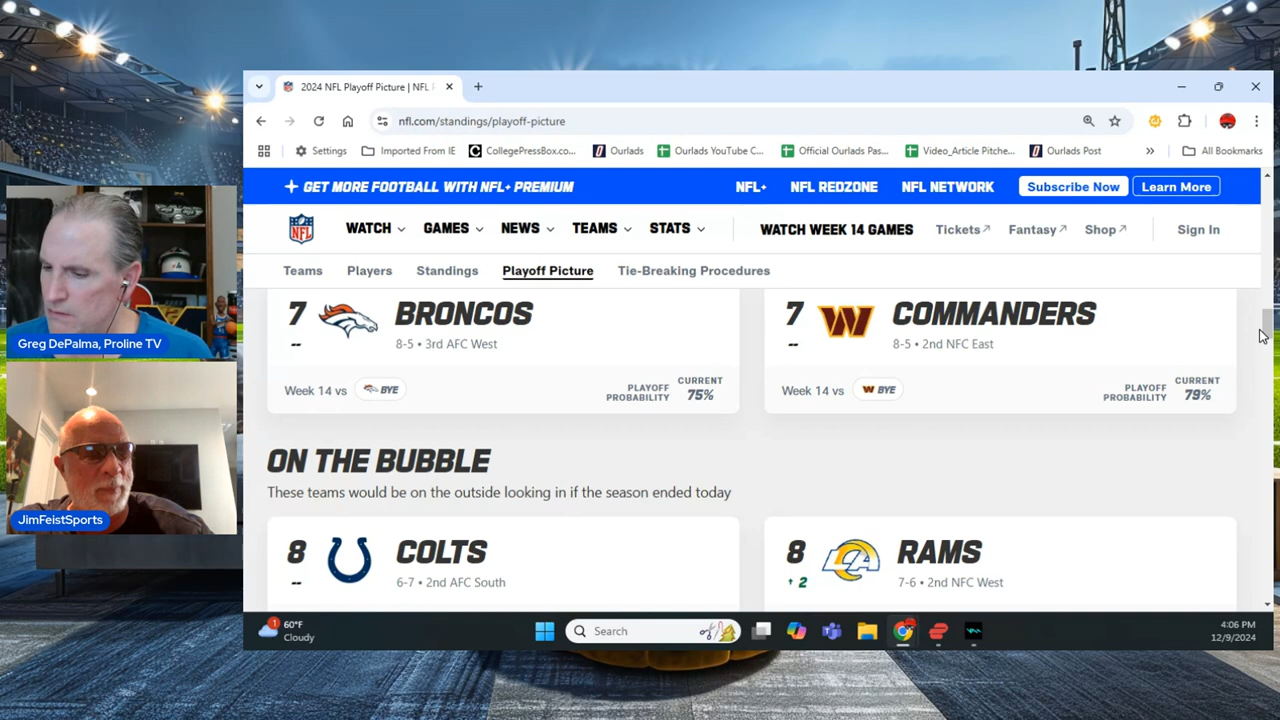 2024 NFL Playoff Picture | NFL
nfl.com/standings/playoff-picture
Settings
Imported From IE
CollegePressBox.co...
Ourlads
Ourlads YouTube C...
Official Ourlads Pas...
Video_Article Pitche...
Ourlads Post
All Bookmarks
GET MORE FOOTBALL WITH NFL+ PREMIUM
NFL+
NFL REDZONE
NFL NETWORK
Subscribe Now
Learn More
NFL
WATCH
GAMES
NEWS
TEAMS
STATS
WATCH WEEK 14 GAMES
Tickets
Fantasy
Shop
Sign In
Teams
Players
Standings
Playoff Picture
Tie-Breaking Procedures
7
--
BRONCOS
8-5 • 3rd AFC West
Week 14 vs
BYE
PLAYOFF
PROBABILITY
CURRENT
75%
7
--
W
COMMANDERS
8-5 • 2nd NFC East
Week 14 vs
W BYE
PLAYOFF
PROBABILITY
CURRENT
79%
ON THE BUBBLE
These teams would be on the outside looking in if the season ended today
8
--
COLTS
6-7 • 2nd AFC South
8
↑ 2
LA
RAMS
7-6 • 2nd NFC West
Greg DePalma, Proline TV
JimFeistSports
1
60°F
Cloudy
Search
4:06 PM
12/9/2024